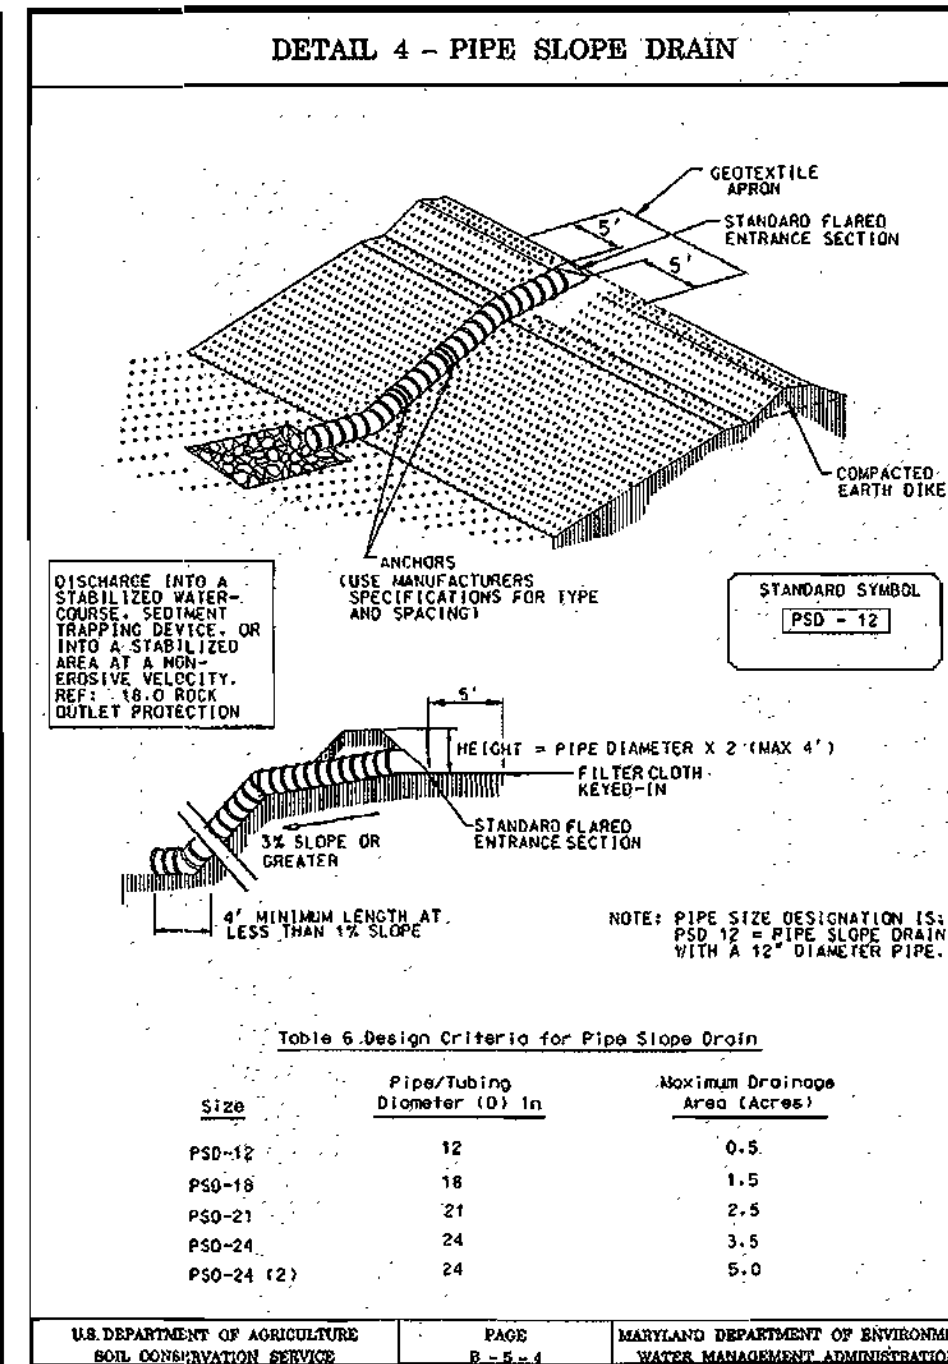 DETAIL 4 - PIPE SLOPE DRAIN
GEOTEXTILE
APRON
STANDARD FLARED
ENTRANCE SECTION
5'
5'
COMPACTED
EARTH DIKE
ANCHORS
(USE MANUFACTURERS
SPECIFICATIONS FOR TYPE
AND SPACING)
DISCHARGE INTO A
STABILIZED WATER-
COURSE, SEDIMENT
TRAPPING DEVICE, OR
INTO A STABILIZED
AREA AT A NON-
EROSIVE VELOCITY.
REF: 18.0 ROCK
OUTLET PROTECTION
STANDARD SYMBOL
PSD - 12
5'
HEIGHT = PIPE DIAMETER X 2 (MAX 4')
FILTER CLOTH
KEYED-IN
STANDARD FLARED
ENTRANCE SECTION
3% SLOPE OR
GREATER
4' MINIMUM LENGTH AT
LESS THAN 1% SLOPE
NOTE: PIPE SIZE DESIGNATION IS:
PSD 12 = PIPE SLOPE DRAIN
WITH A 12" DIAMETER PIPE.
Table 6 Design Criteria for Pipe Slope Drain
Size Pipe/Tubing Diameter (D) in Maximum Drainage Area (Acres)
PSD-12 12 0.5
PSD-18 18 1.5
PSD-21 21 2.5
PSD-24 24 3.5
PSD-24 (2) 24 5.0
U.S. DEPARTMENT OF AGRICULTURE
SOIL CONSERVATION SERVICE
PAGE
B - 5 - 4
MARYLAND DEPARTMENT OF ENVIRONME
WATER MANAGEMENT ADMINISTRATIO